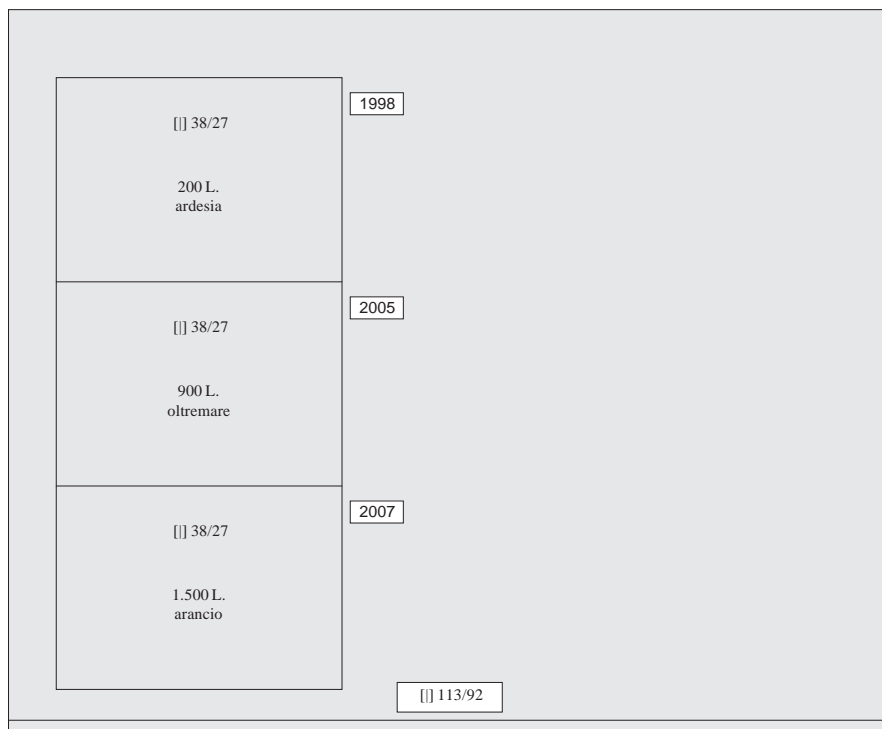 1998
[|] 38/27
200 L.
ardesia
2005
[|] 38/27
900 L.
oltremare
2007
[|] 38/27
1.500 L.
arancio
[|] 113/92